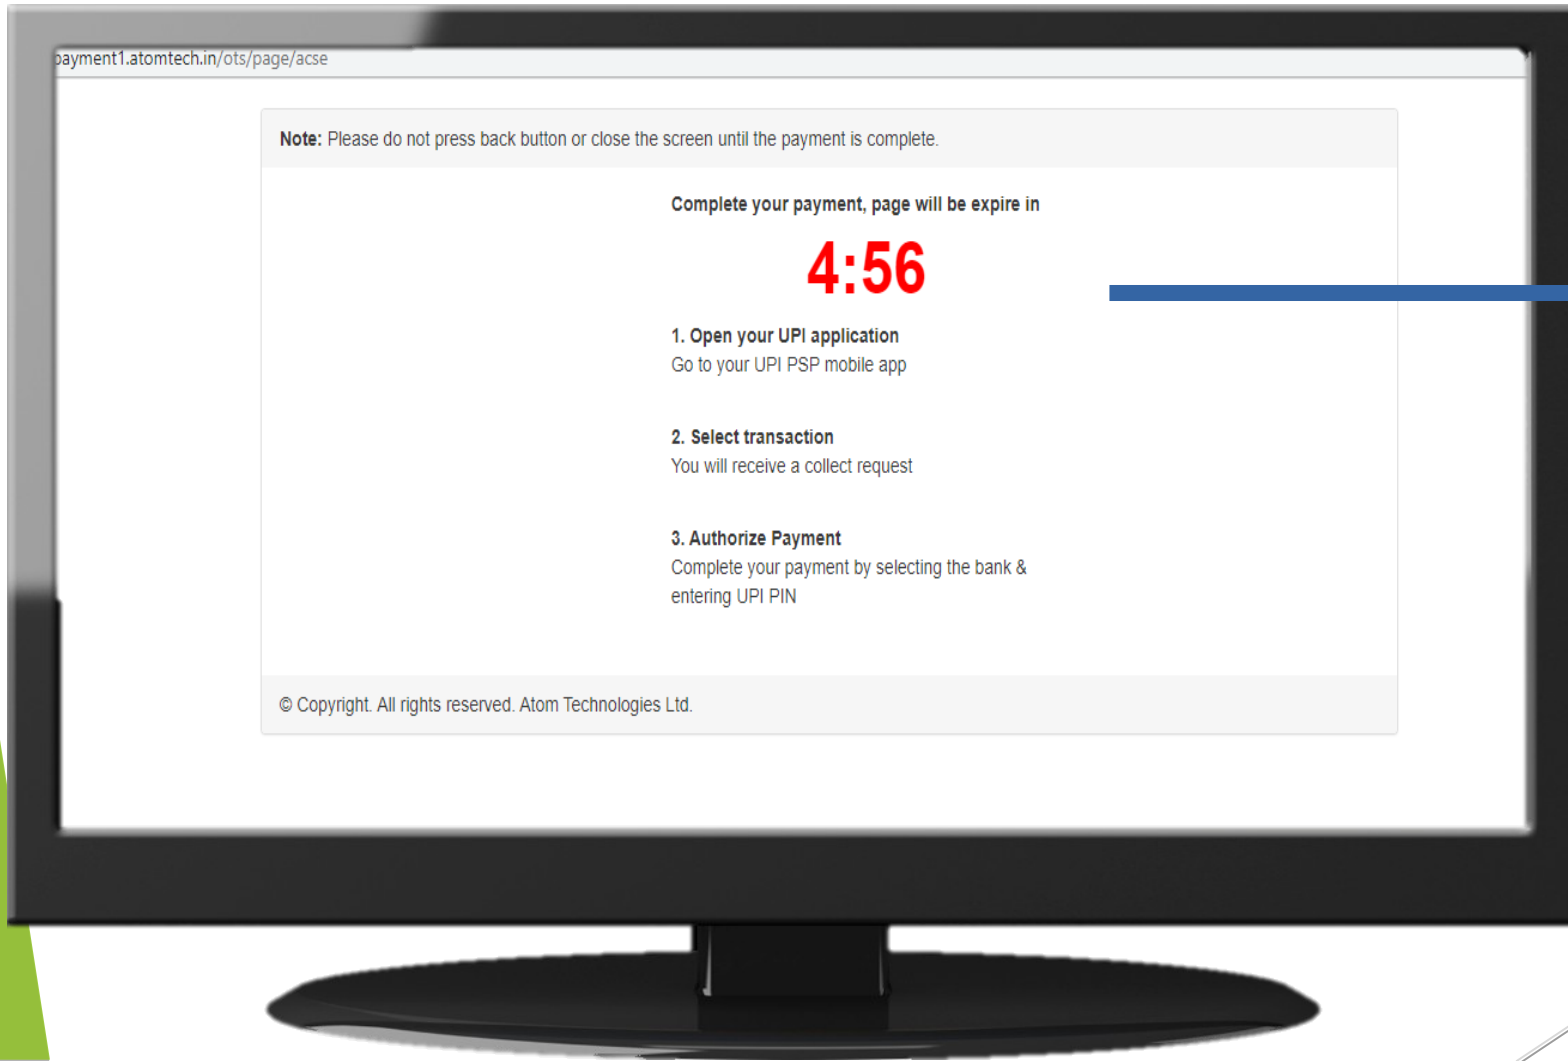 payment1.atomtech.in/ots/page/acse
Note: Please do not press back button or close the screen until the payment is complete.
Complete your payment, page will be expire in
4:56
1. Open your UPI application
Go to your UPI PSP mobile app
2. Select transaction
You will receive a collect request
3. Authorize Payment
Complete your payment by selecting the bank &
entering UPI PIN
© Copyright. All rights reserved. Atom Technologies Ltd.